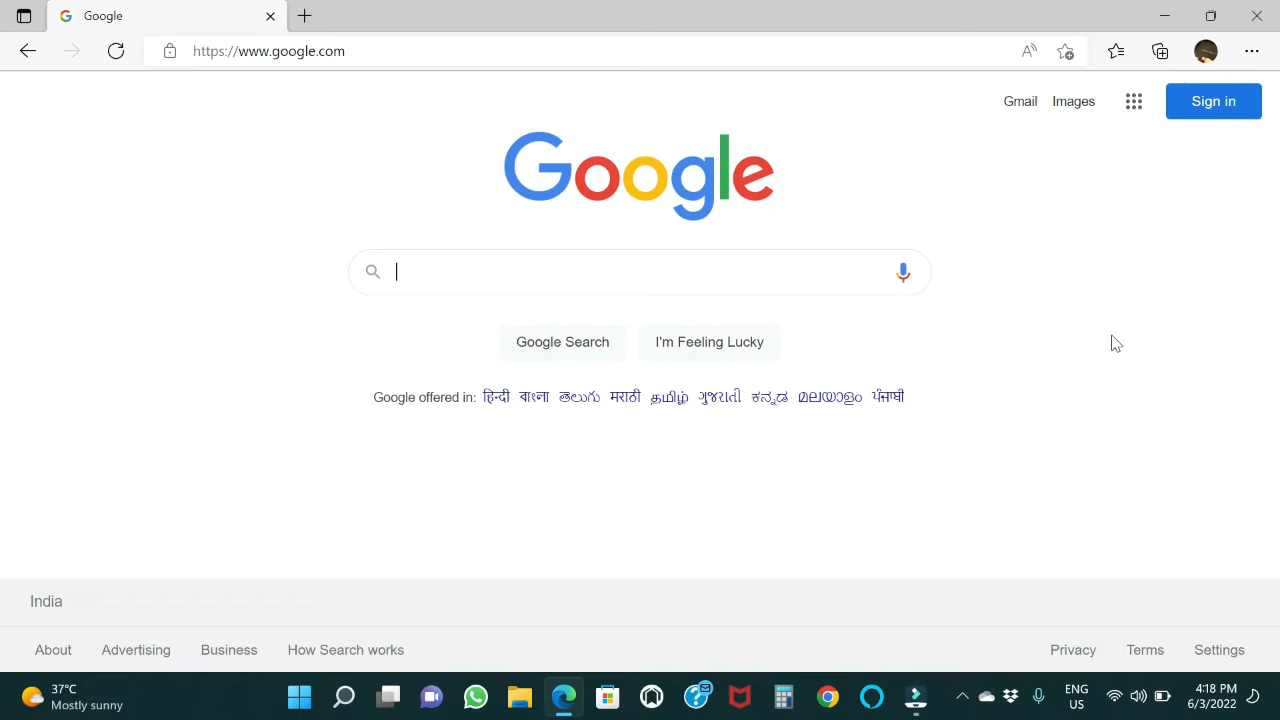 Google
https://www.google.com
Gmail Images Sign in
Google
Google Search I'm Feeling Lucky
Google offered in: हिन्दी বাংলা తెలుగు मराठी தமிழ் ગુજરાતી ಕನ್ನಡ മലയാളം ਪੰਜਾਬੀ
India
About Advertising Business How Search works Privacy Terms Settings
37°C
Mostly sunny
ENG
US
4:18 PM
6/3/2022